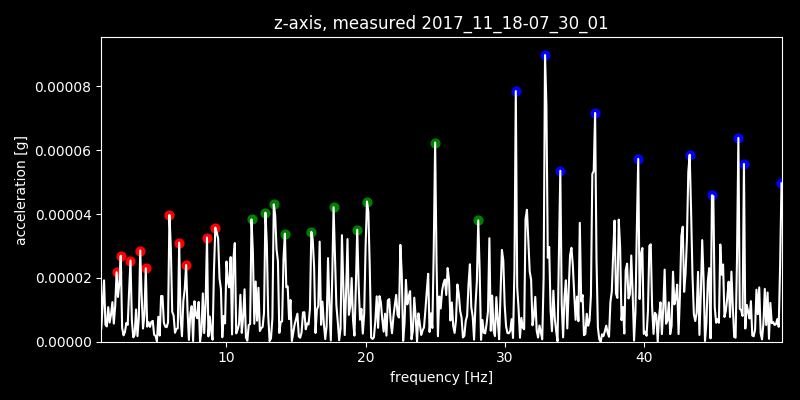 z-axis, measured 2017_11_18-07_30_01
0.00008
0.00006
0.00004
0.00002
0.00000
acceleration [g]
10 20 30 40
frequency [Hz]